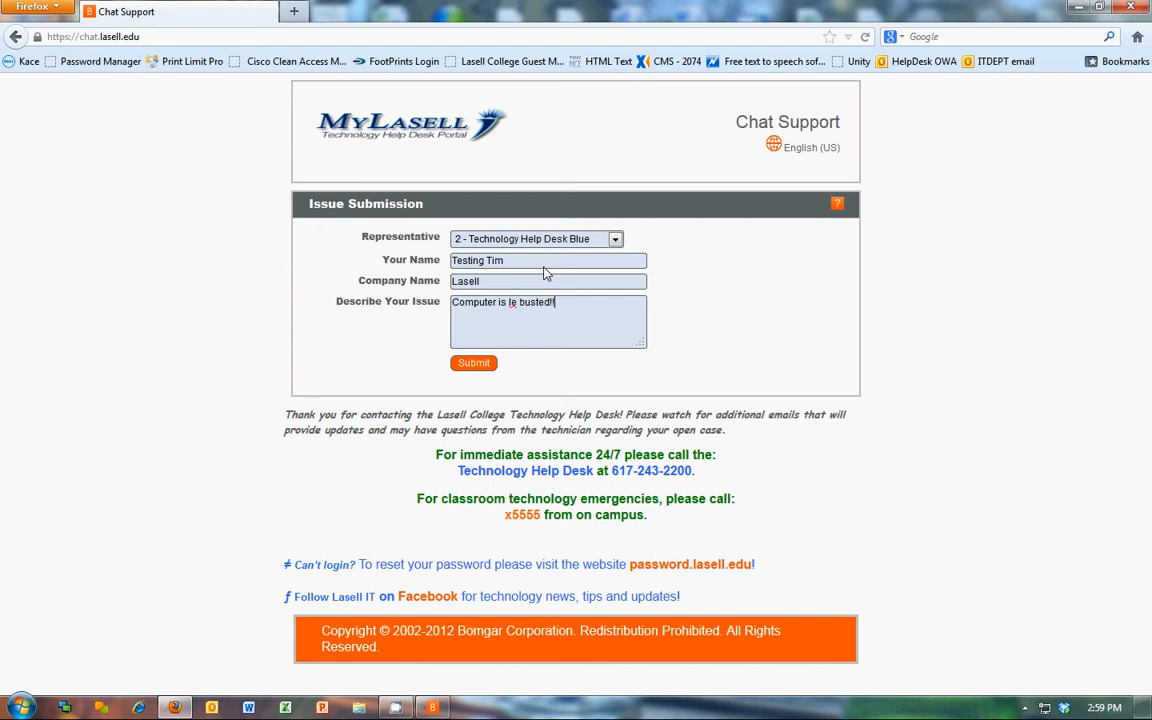 Firefox
Chat Support
https://chat.lasell.edu
Google
Kace
Password Manager
Print Limit Pro
Cisco Clean Access M...
FootPrints Login
Lasell College Guest M...
HTML Text
CMS - 2074
Free text to speech sof...
Unity
HelpDesk OWA
ITDEPT email
Bookmarks
MYLASELL
Technology Help Desk Portal
Chat Support
English (US)
Issue Submission
?
Representative
2 - Technology Help Desk Blue
Your Name
Testing Tim
Company Name
Lasell
Describe Your Issue
Computer is le busted!!
Submit
Thank you for contacting the Lasell College Technology Help Desk! Please watch for additional emails that will
provide updates and may have questions from the technician regarding your open case.
For immediate assistance 24/7 please call the:
Technology Help Desk at 617-243-2200.
For classroom technology emergencies, please call:
x5555 from on campus.
≠ Can't login? To reset your password please visit the website password.lasell.edu!
ƒ Follow Lasell IT on Facebook for technology news, tips and updates!
Copyright © 2002-2012 Bomgar Corporation. Redistribution Prohibited. All Rights
Reserved.
2:59 PM